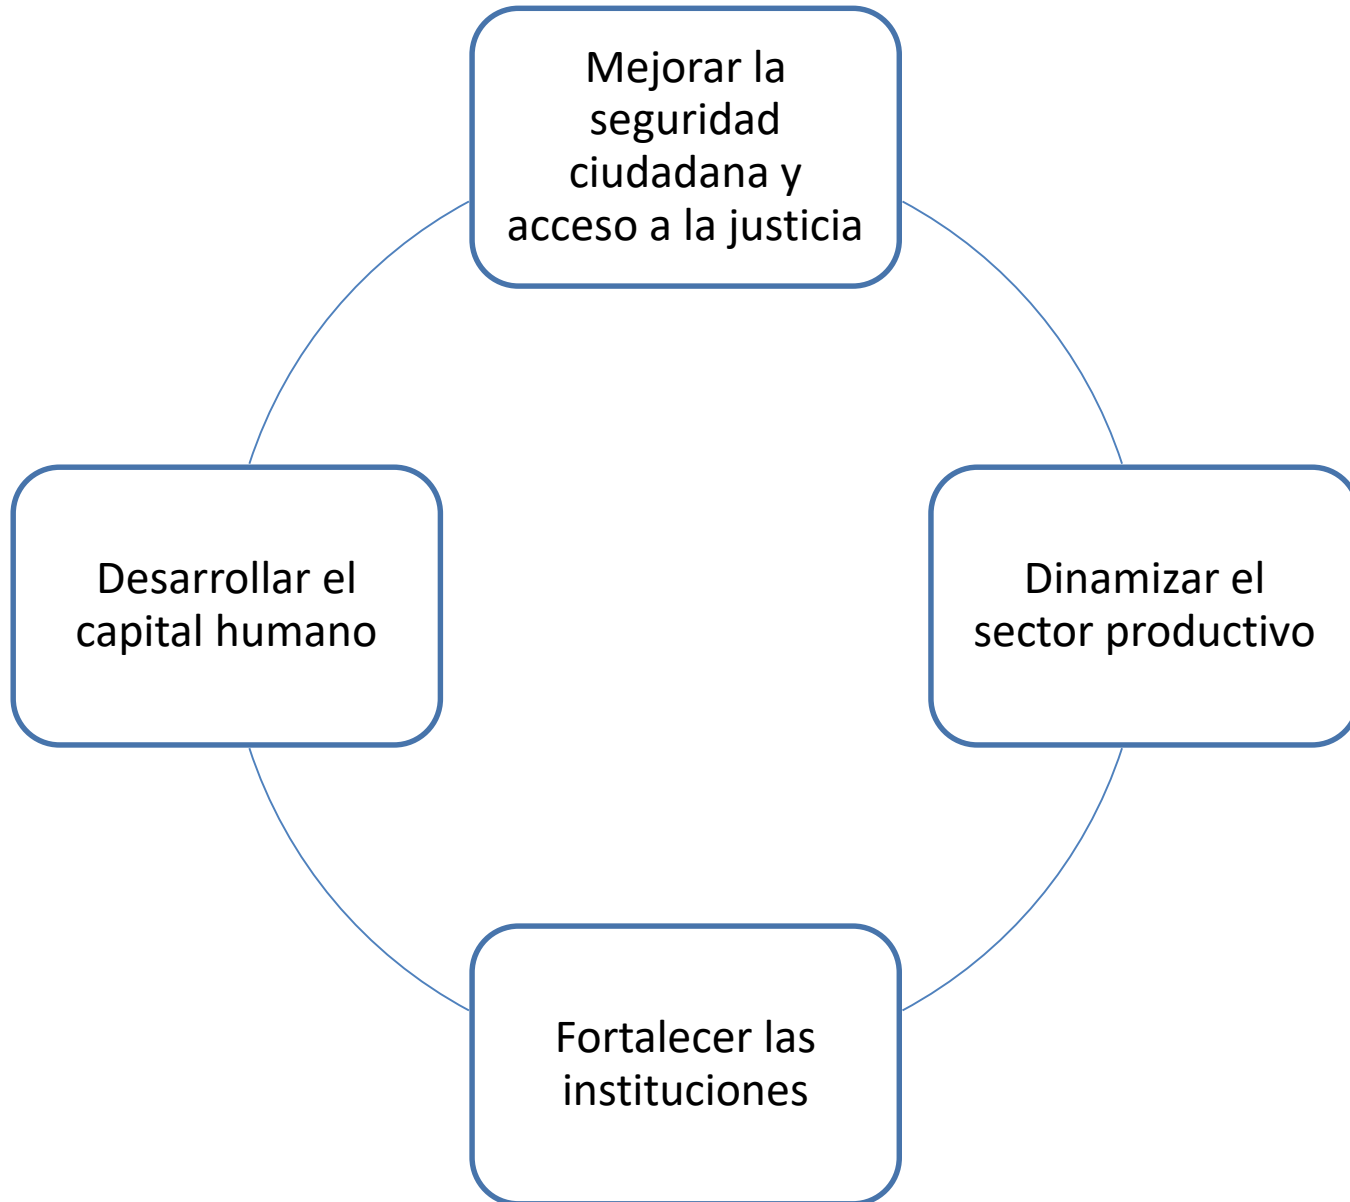 Mejorar la
seguridad
ciudadana y
acceso a la justicia
Desarrollar el
capital humano
Dinamizar el
sector productivo
Fortalecer las
instituciones